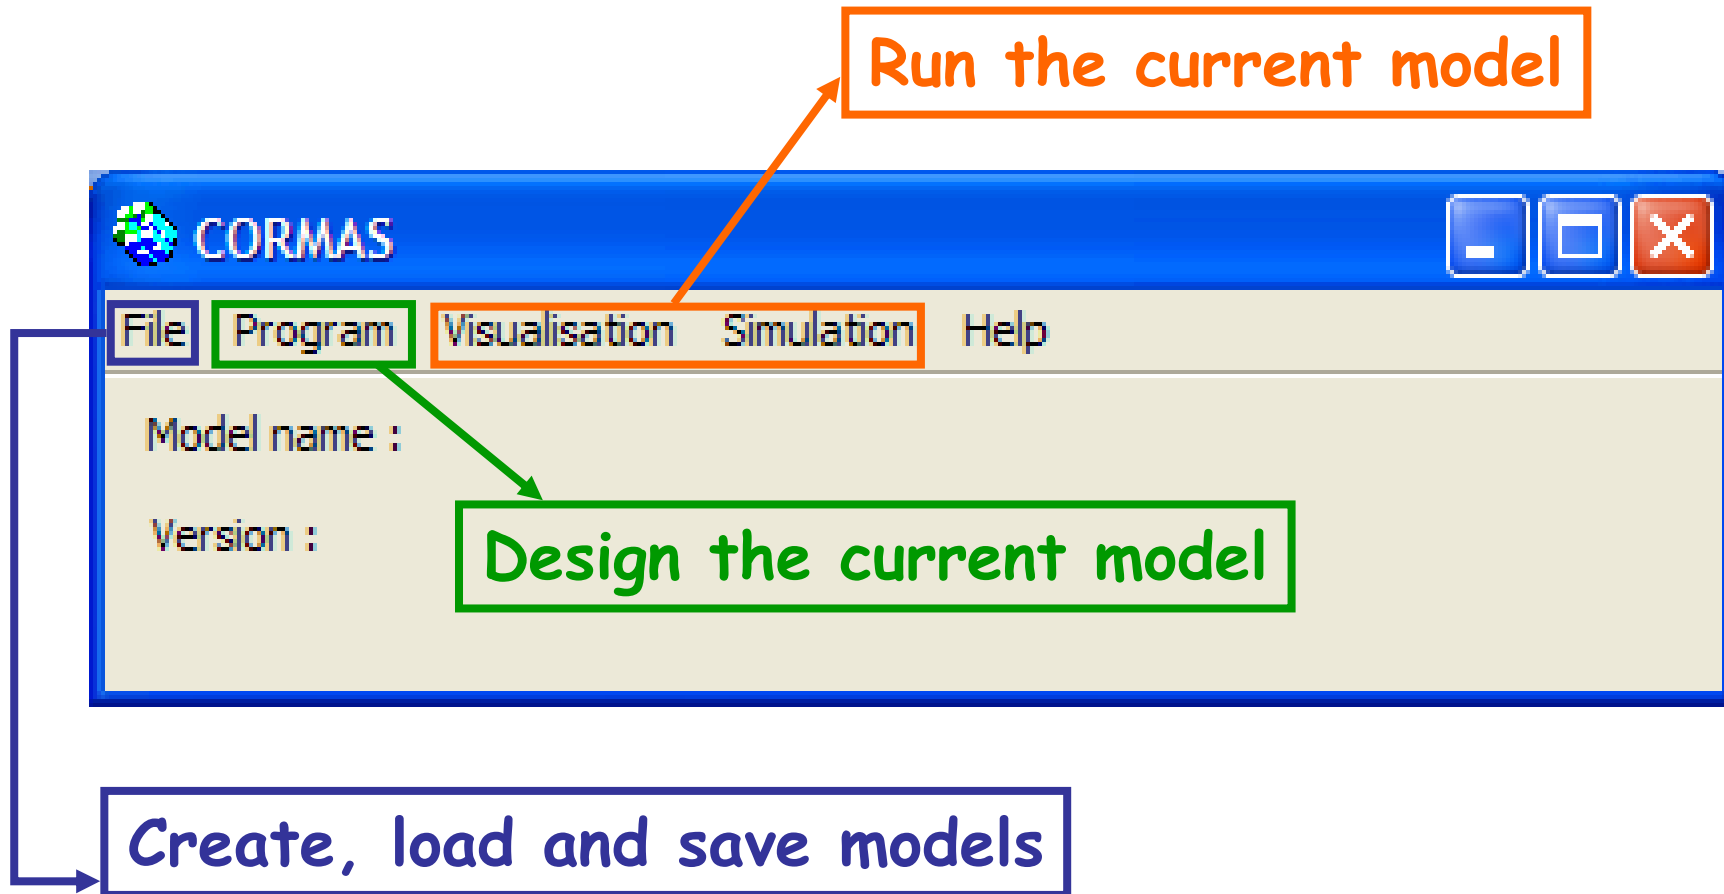 Run the current model
CORMAS
File Program Visualisation Simulation Help
Model name :
Version :
Design the current model
Create, load and save models